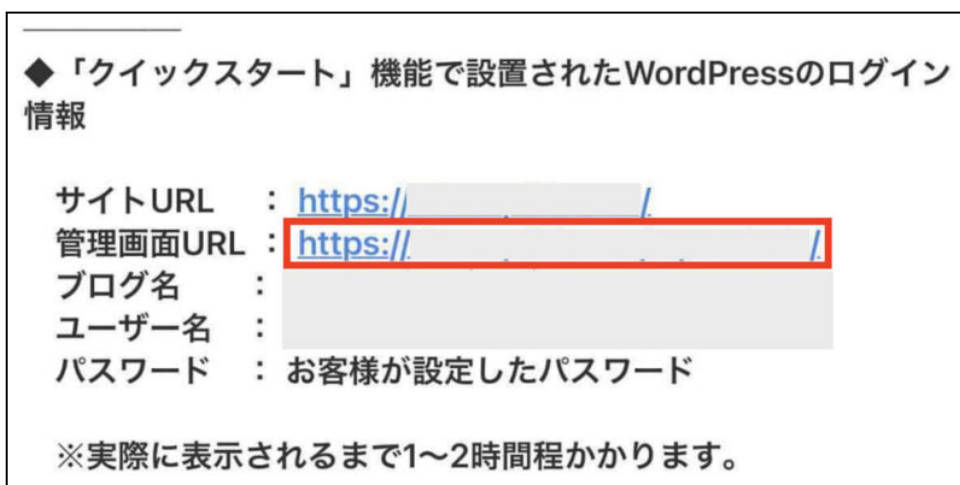 ◆「クイックスタート」機能で設置されたWordPressのログイン
情報
サイトURL ： https:// /
管理画面URL ： https:// /
ブログ名 ：
ユーザー名 ：
パスワード ： お客様が設定したパスワード
※実際に表示されるまで1〜2時間程かかります。